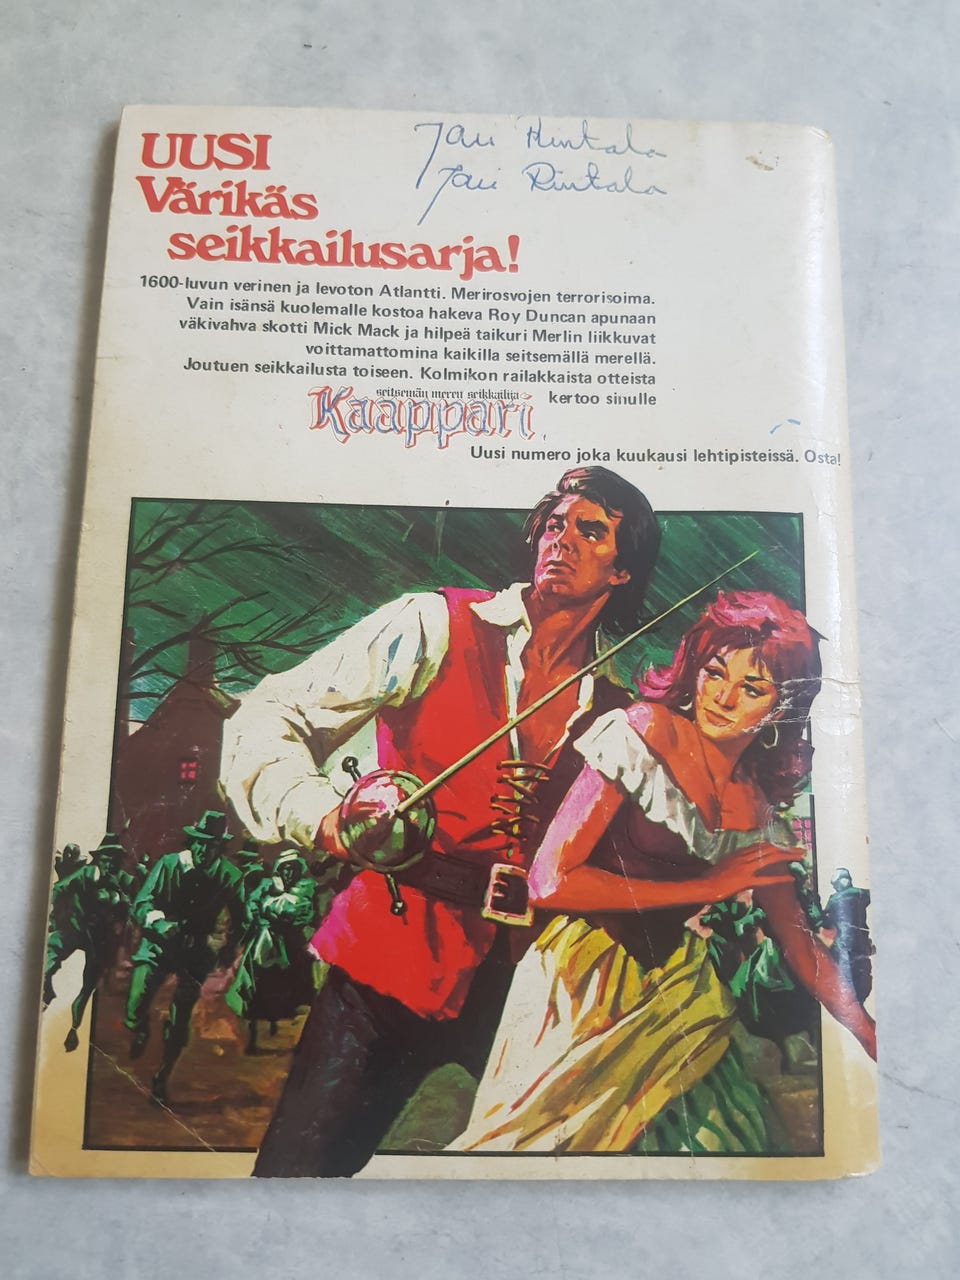 Jari Rintala
Jari Rintala
UUSI
Värikäs
seikkailusarja!
1600-luvun verinen ja levoton Atlantti. Merirosvojen terrorisoima.
Vain isänsä kuolemalle kostoa hakeva Roy Duncan apunaan
väkivahva skotti Mick Mack ja hilpeä taikuri Merlin liikkuvat
voittamattomina kaikilla seitsemällä merellä.
Joutuen seikkailusta toiseen. Kolmikon railakkaista otteista
seitsemän meren seikkailija
Kaappari kertoo sinulle
Uusi numero joka kuukausi lehtipisteissä. Osta!